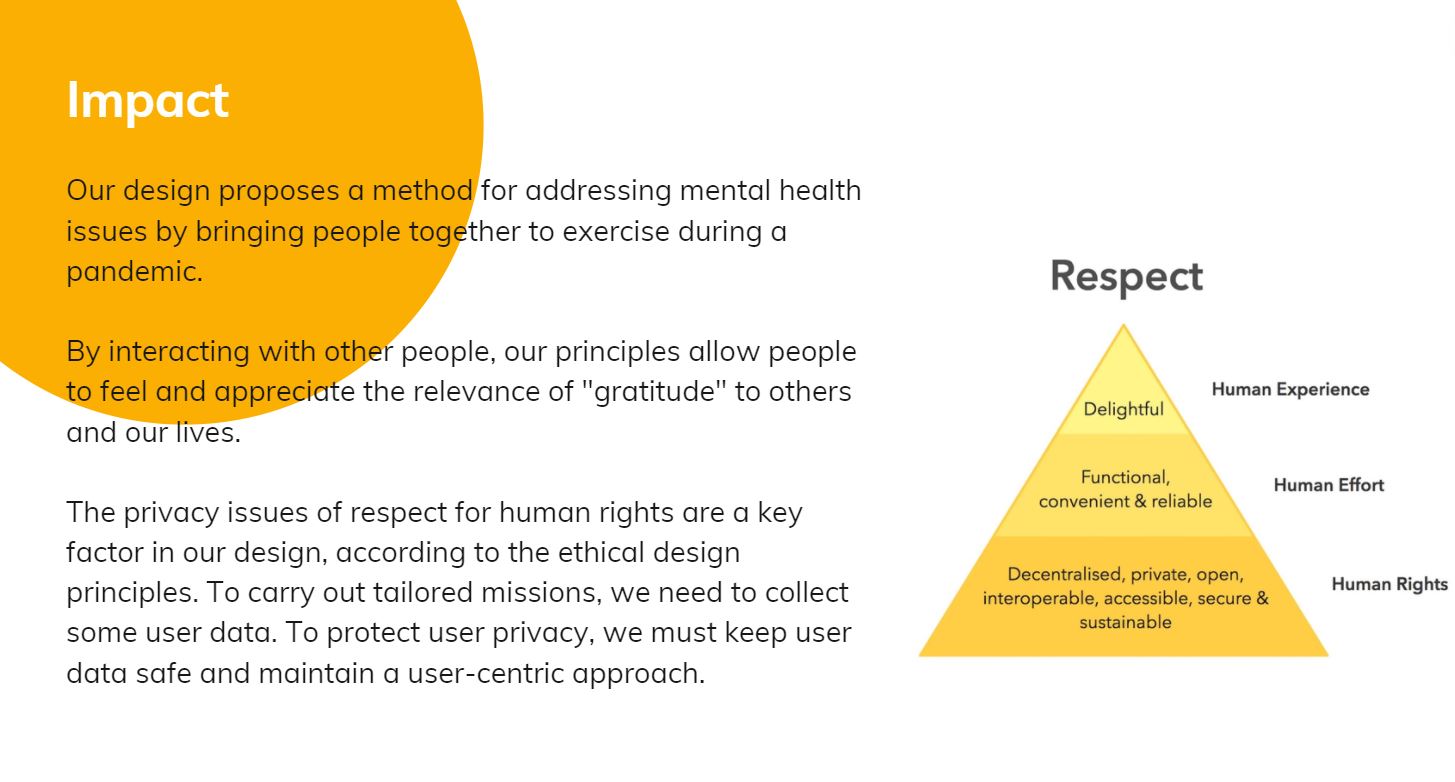 Impact
Our design proposes a method for addressing mental health
issues by bringing people together to exercise during a
pandemic.
By interacting with other people, our principles allow people
to feel and appreciate the relevance of "gratitude" to others
and our lives.
The privacy issues of respect for human rights are a key
factor in our design, according to the ethical design
principles. To carry out tailored missions, we need to collect
some user data. To protect user privacy, we must keep user
data safe and maintain a user-centric approach.
Respect
Delightful
Human Experience
Functional,
convenient & reliable
Human Effort
Decentralised, private, open,
interoperable, accessible, secure &
sustainable
Human Rights